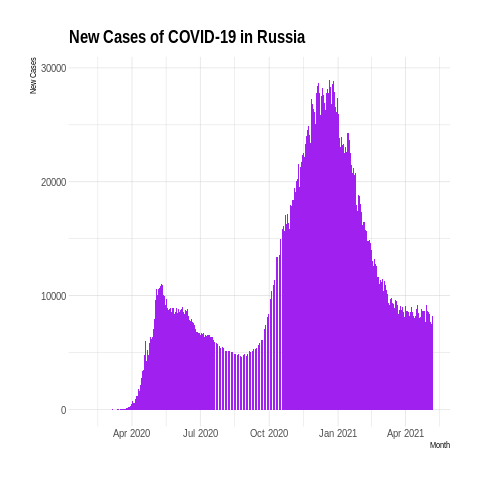 New Cases of COVID-19 in Russia
New Cases
30000
20000
10000
0
Apr 2020 Jul 2020 Oct 2020 Jan 2021 Apr 2021
Month